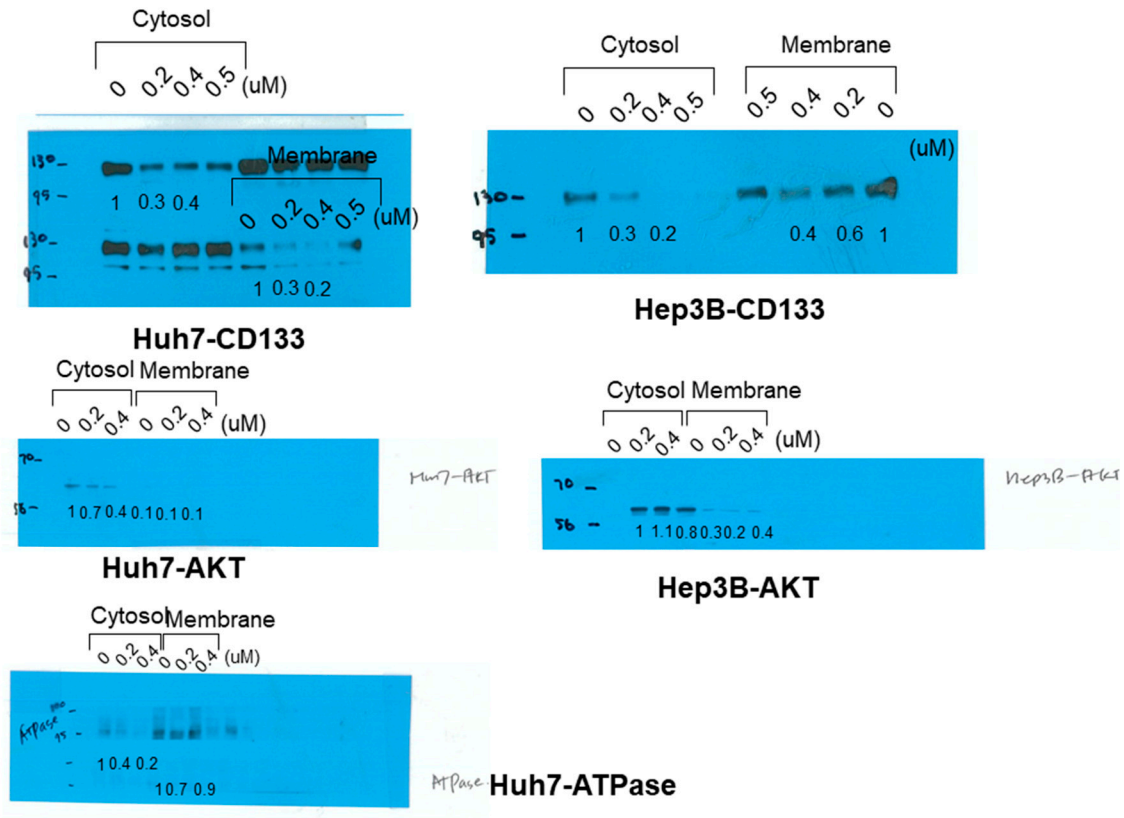 Cytosol
0 0.2 0.4 0.5 (uM)
130
Membrane
95
1 0.3 0.4
0 0.2 0.4 0.5 (uM)
130
95
1 0.3 0.2
Huh7-CD133
Cytosol Membrane
0 0.2 0.4 0.5 0.5 0.4 0.2 0
(uM)
130
95
1 0.3 0.2 0.4 0.6 1
Hep3B-CD133
Cytosol Membrane
0 0.2 0.4 0 0.2 0.4 (uM)
70
56
1 0.7 0.4 0.1 0.1 0.1
Huh7-AKT
Huh7-AKT
Cytosol Membrane
0 0.2 0.4 0 0.2 0.4 (uM)
70
56
1 1.1 0.8 0.3 0.2 0.4
Hep3B-AKT
Hep3B-AKT
Cytosol Membrane
0 0.2 0.4 0 0.2 0.4 (uM)
ATPase
95
1 0.4 0.2
1 0.7 0.9
ATPase
Huh7-ATPase